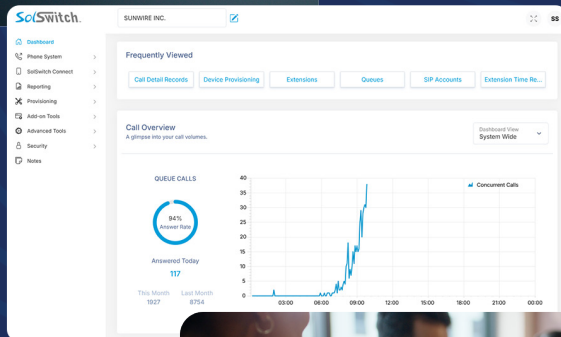 SolSwitch.
SUNWIRE INC.
SS
Dashboard
Phone System
SolSwitch Connect
Reporting
Provisioning
Add-on Tools
Advanced Tools
Security
Notes
Frequently Viewed
Call Detail Records
Device Provisioning
Extensions
Queues
SIP Accounts
Extension Time Re...
Call Overview
A glimpse into your call volumes.
Dashboard View
System Wide
QUEUE CALLS
94%
Answer Rate
Answered Today
117
This Month Last Month
1927 8754
Concurrent Calls
40
35
30
25
20
15
10
5
0
03:00 06:00 09:00 12:00 15:00 18:00 21:00 00:00